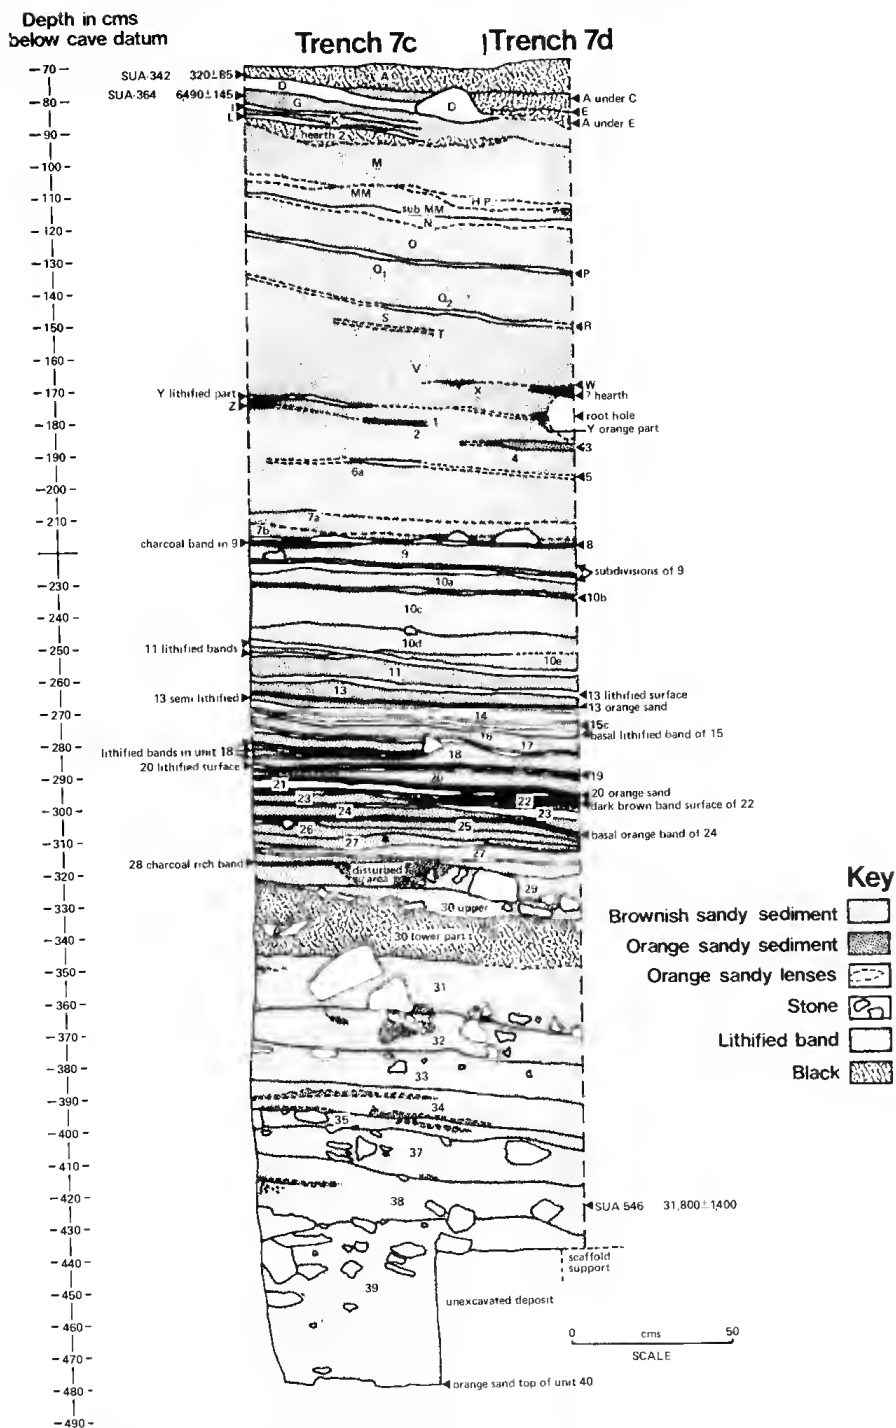 Depth in cms
below cave datum
Trench 7c
Trench 7d
-70-
-80-
-90-
-100-
-110-
-120-
-130-
-140-
-150-
-160-
-170-
-180-
-190-
-200-
-210-
-230-
-240-
-250-
-260-
-270-
-280-
-290-
-300-
-310-
-320-
-330-
-340-
-350-
-360-
-370-
-380-
-390-
-400-
-410-
-420-
-430-
-440-
-450-
-460-
-470-
-480-
-490-
SUA-342 320±85
SUA-364 6490±145
I
L
Y lithified part
Z
charcoal band in 9
11 lithified bands
13 semi lithified
lithified bands in unit 18
20 lithified surface
28 charcoal rich band
A
D
G
D
K
hearth 2
M
MM
H P
sub MM
N
O
Q1
Q2
S
T
V
X
1
2
4
6a
7a
7b
9
10a
10c
10d
10e
11
13
14
16
17
18
20
21
22
23
23
24
25
26
27
27
disturbed
area
29
30 upper
30 lower part
31
32
33
34
35
37
38
39
A under C
E
A under E
P
R
W
? hearth
root hole
Y orange part
3
5
8
subdivisions of 9
10b
13 lithified surface
13 orange sand
15c
basal lithified band of 15
19
20 orange sand
dark brown band surface of 22
basal orange band of 24
SUA 546 31,800±1400
scaffold
support
unexcavated deposit
orange sand top of unit 40
0 cms 50
SCALE
Key
Brownish sandy sediment
Orange sandy sediment
Orange sandy lenses
Stone
Lithified band
Black